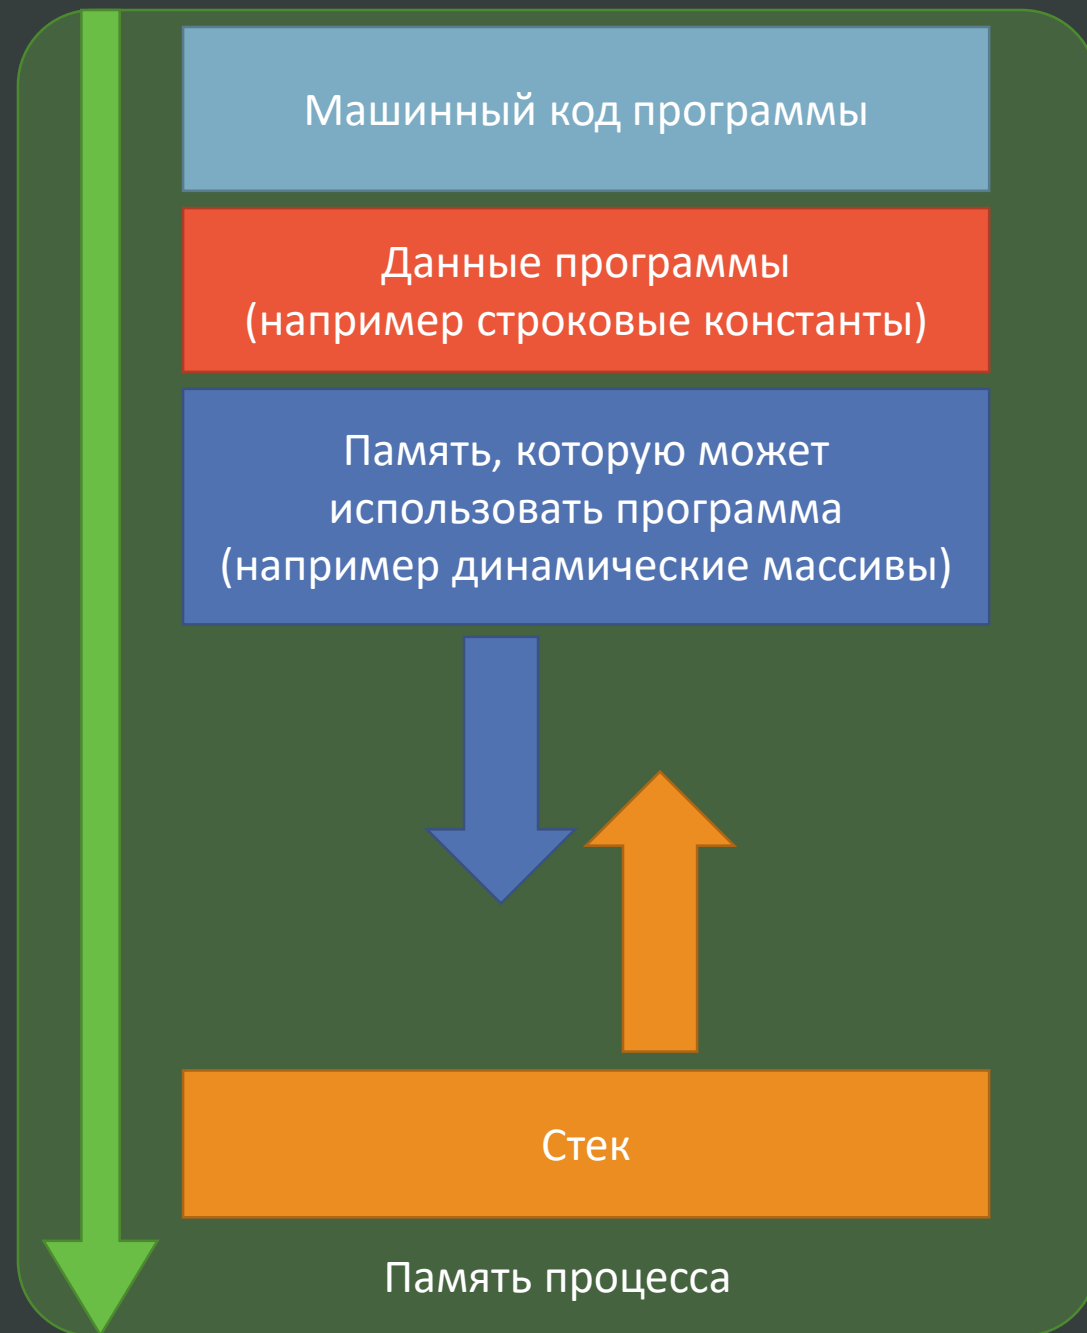 Машинный код программы
Данные программы
(например строковые константы)
Память, которую может
использовать программа
(например динамические массивы)
Стек
Память процесса